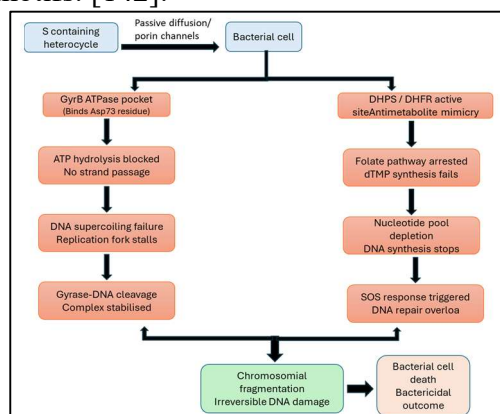 S containing
heterocycle
Passive diffusion/
porin channels
Bacterial cell
GyrB ATPase pocket
(Binds Asp73 residue)
ATP hydrolysis blocked
No strand passage
DNA supercoiling failure
Replication fork stalls
Gyrase-DNA cleavage
Complex stabilised
DHPS / DHFR active
siteAntimetabolite mimicry
Folate pathway arrested
dTMP synthesis fails
Nucleotide pool
depletion
DNA synthesis stops
SOS response triggered
DNA repair overloa
Chromosomial
fragmentation
Irreversible DNA damage
Bacterial cell
death
Bactericidal
outcome